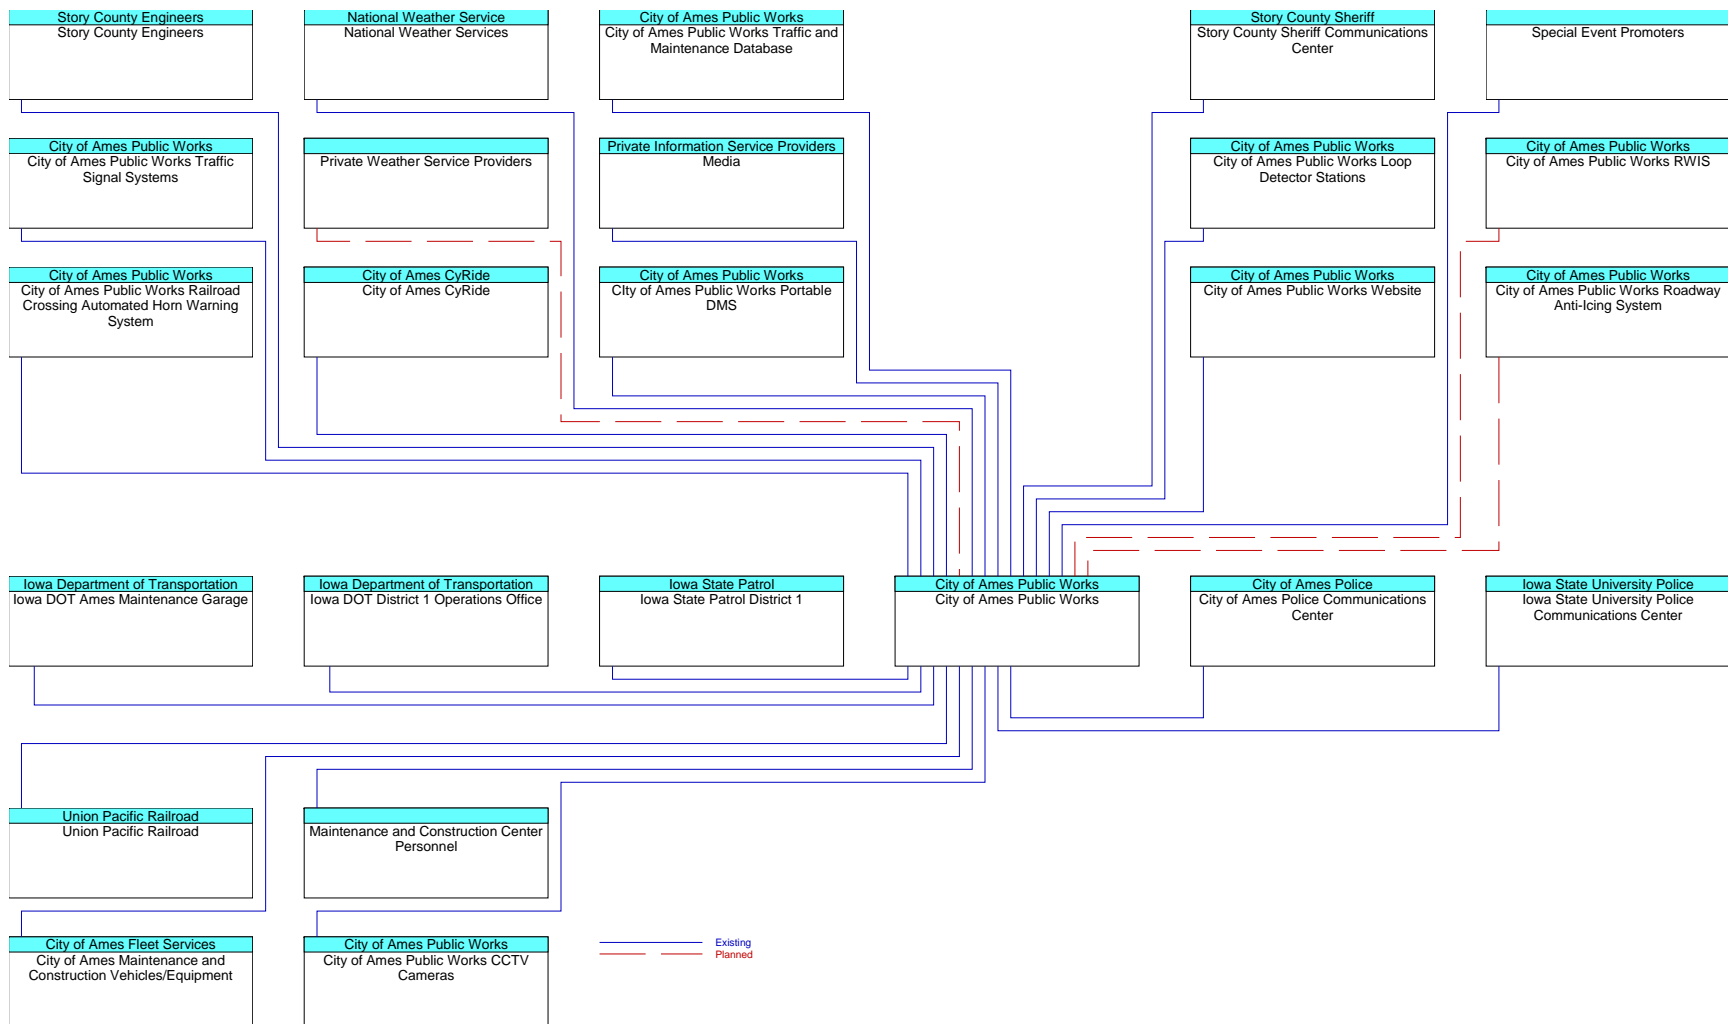 Story County Engineers
Story County Engineers
National Weather Service
National Weather Services
City of Ames Public Works
City of Ames Public Works Traffic and
Maintenance Database
Story County Sheriff
Story County Sheriff Communications
Center
Special Event Promoters
City of Ames Public Works
City of Ames Public Works Traffic
Signal Systems
Private Weather Service Providers
Private Information Service Providers
Media
City of Ames Public Works
City of Ames Public Works Loop
Detector Stations
City of Ames Public Works
City of Ames Public Works RWIS
City of Ames Public Works
City of Ames Public Works Railroad
Crossing Automated Horn Warning
System
City of Ames CyRide
City of Ames CyRide
City of Ames Public Works
CIty of Ames Public Works Portable
DMS
City of Ames Public Works
City of Ames Public Works Website
City of Ames Public Works
City of Ames Public Works Roadway
Anti-Icing System
Iowa Department of Transportation
Iowa DOT Ames Maintenance Garage
Iowa Department of Transportation
Iowa DOT District 1 Operations Office
Iowa State Patrol
Iowa State Patrol District 1
City of Ames Public Works
City of Ames Public Works
City of Ames Police
City of Ames Police Communications
Center
Iowa State University Police
Iowa State University Police
Communications Center
Union Pacific Railroad
Union Pacific Railroad
Maintenance and Construction Center
Personnel
City of Ames Fleet Services
City of Ames Maintenance and
Construction Vehicles/Equipment
City of Ames Public Works
City of Ames Public Works CCTV
Cameras
Existing
Planned